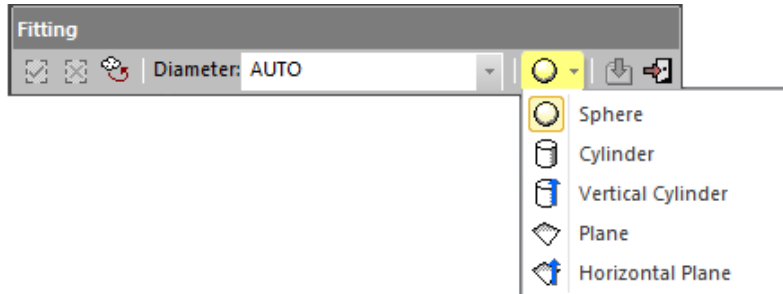 Fitting
Diameter: AUTO
Sphere
Cylinder
Vertical Cylinder
Plane
Horizontal Plane